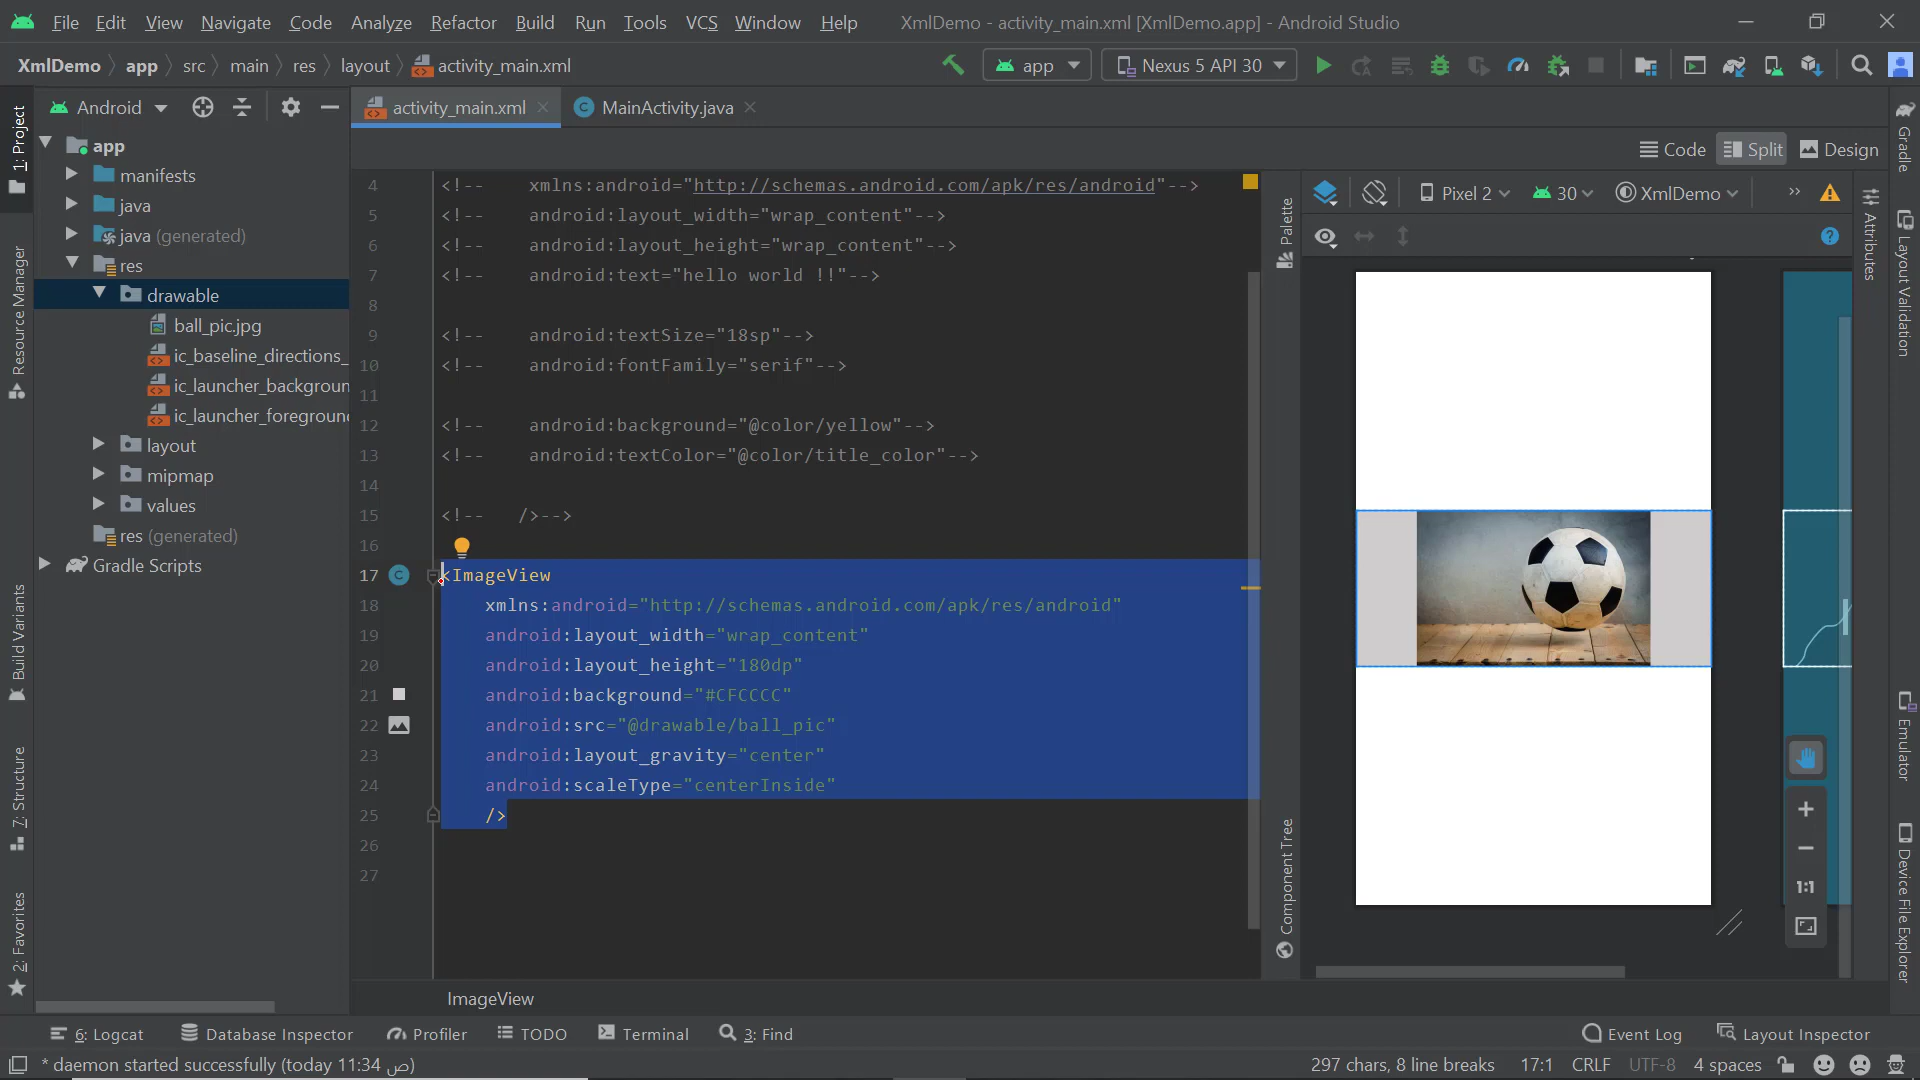 File Edit View Navigate Code Analyze Refactor Build Run Tools VCS Window Help XmlDemo - activity_main.xml [XmlDemo.app] - Android Studio
XmlDemo app src main res layout activity_main.xml app Nexus 5 API 30
Android activity_main.xml MainActivity.java
Code Split Design
1: Project
Resource Manager
Build Variants
7: Structure
2: Favorites
app
manifests
java
java (generated)
res
drawable
ball_pic.jpg
ic_baseline_directions_
ic_launcher_backgroun
ic_launcher_foreground
layout
mipmap
values
res (generated)
Gradle Scripts
4 <!--    xmlns:android="http://schemas.android.com/apk/res/android"-->
5 <!--    android:layout_width="wrap_content"-->
6 <!--    android:layout_height="wrap_content"-->
7 <!--    android:text="hello world !!"-->
8
9 <!--    android:textSize="18sp"-->
10 <!--    android:fontFamily="serif"-->
11
12 <!--    android:background="@color/yellow"-->
13 <!--    android:textColor="@color/title_color"-->
14
15 <!--   />-->
16
17 <ImageView
18     xmlns:android="http://schemas.android.com/apk/res/android"
19     android:layout_width="wrap_content"
20     android:layout_height="180dp"
21     android:background="#CFCCCC"
22     android:src="@drawable/ball_pic"
23     android:layout_gravity="center"
24     android:scaleType="centerInside"
25     />
26
27
ImageView
Palette
Component Tree
Pixel 2 30 XmlDemo
1:1
Attributes
Gradle
Layout Validation
Emulator
Device File Explorer
6: Logcat Database Inspector Profiler TODO Terminal 3: Find Event Log Layout Inspector
* daemon started successfully (today 11:34 ص) 297 chars, 8 line breaks 17:1 CRLF UTF-8 4 spaces